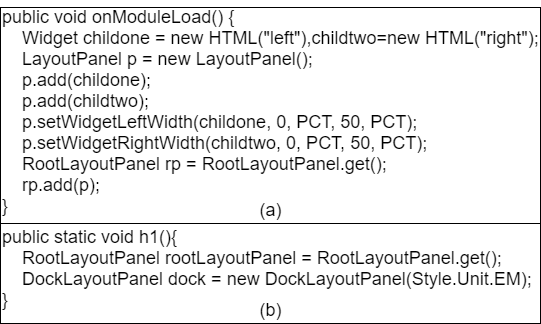 public void onModuleLoad() {
Widget childone = new HTML("left"),childtwo=new HTML("right");
LayoutPanel p = new LayoutPanel();
p.add(childone);
p.add(childtwo);
p.setWidgetLeftWidth(childone, 0, PCT, 50, PCT);
p.setWidgetRightWidth(childtwo, 0, PCT, 50, PCT);
RootLayoutPanel rp = RootLayoutPanel.get();
rp.add(p);
}
(a)
public static void h1(){
RootLayoutPanel rootLayoutPanel = RootLayoutPanel.get();
DockLayoutPanel dock = new DockLayoutPanel(Style.Unit.EM);
}
(b)